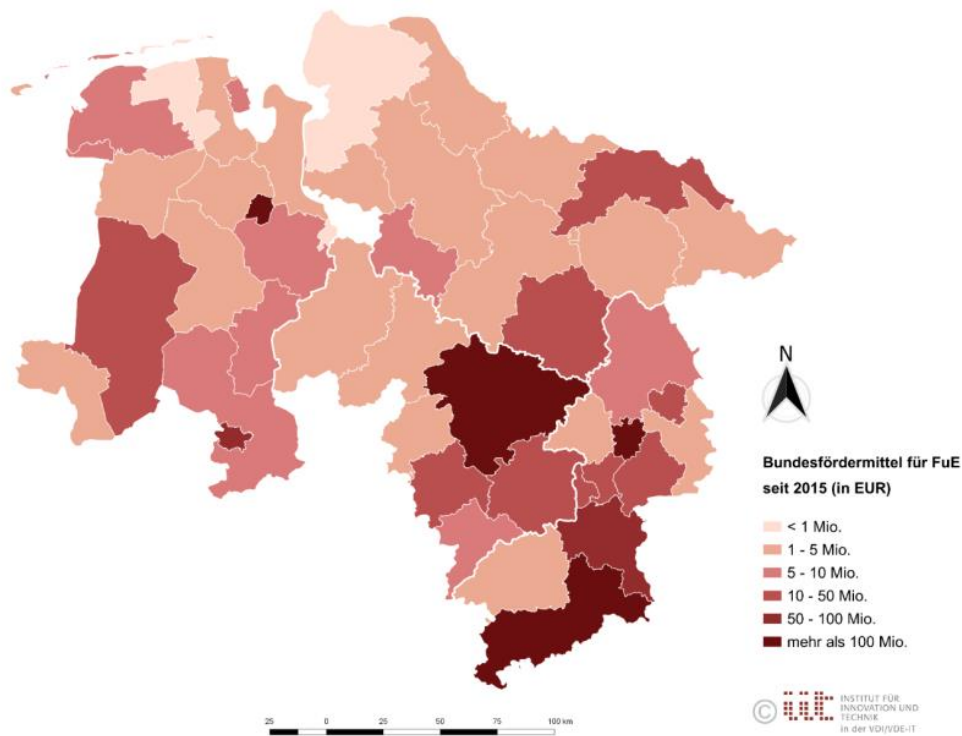 N
Bundesfördermittel für FuE
seit 2015 (in EUR)
< 1 Mio.
1 - 5 Mio.
5 - 10 Mio.
10 - 50 Mio.
50 - 100 Mio.
mehr als 100 Mio.
25 0 25 50 75 100 km
© iit INSTITUT FÜR
INNOVATION UND
TECHNIK
in der VDI/VDE-IT